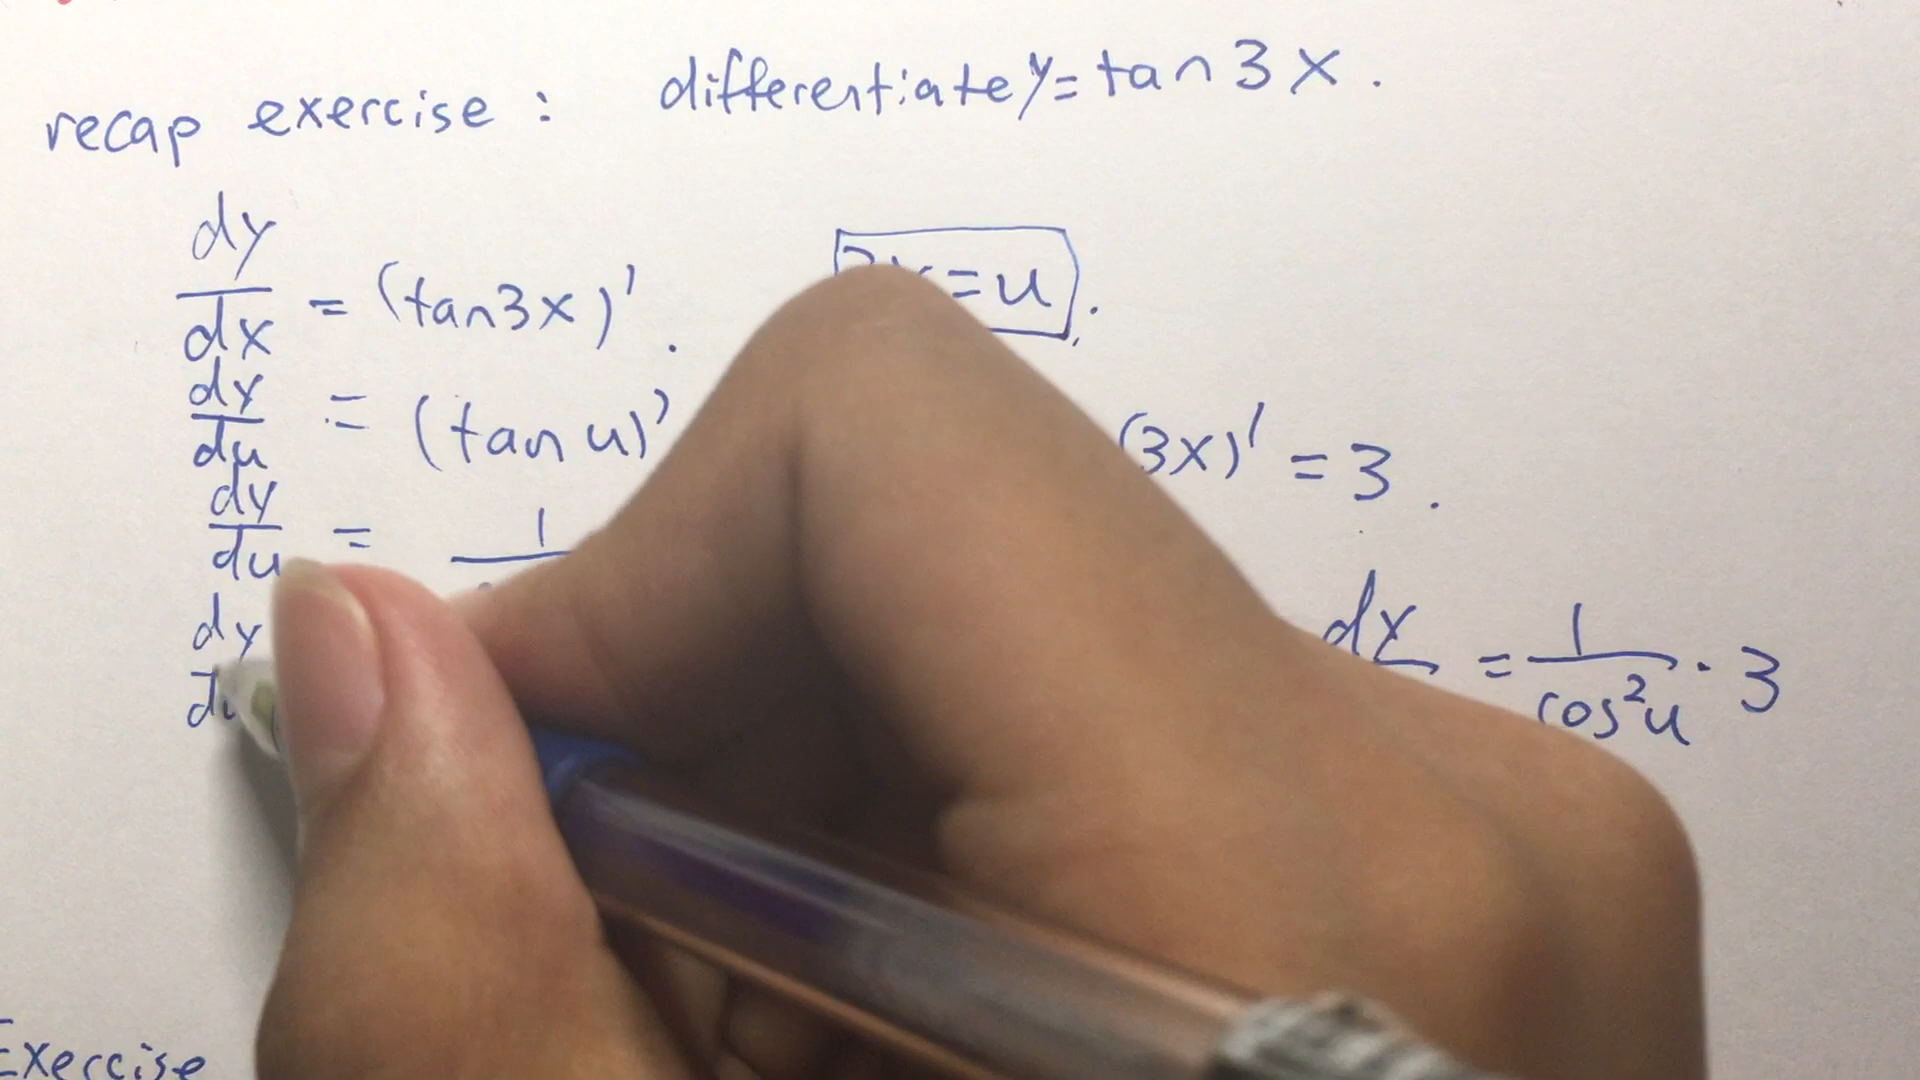 recap exercise : differentiate y = tan 3x .
dy/dx = (tan3x)' . = u .
dy/du = (tan u)' (3x)' = 3 .
dy/du = 1
dy dy = 1/cos²u · 3
Exercise